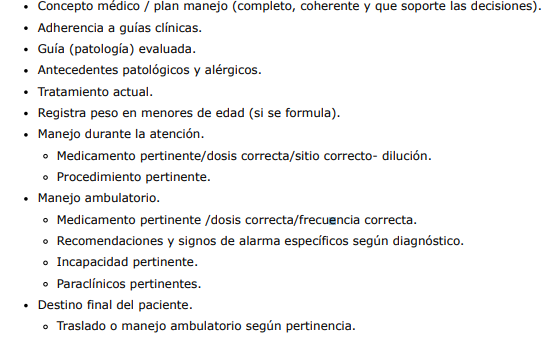 Concepto médico / plan manejo (completo, coherente y que soporte las decisiones).
Adherencia a guías clínicas.
Guía (patología) evaluada.
Antecedentes patológicos y alérgicos.
Tratamiento actual.
Registra peso en menores de edad (si se formula).
Manejo durante la atención.
Medicamento pertinente/dosis correcta/sitio correcto- dilución.
Procedimiento pertinente.
Manejo ambulatorio.
Medicamento pertinente /dosis correcta/frecuencia correcta.
Recomendaciones y signos de alarma específicos según diagnóstico.
Incapacidad pertinente.
Paraclínicos pertinentes.
Destino final del paciente.
Traslado o manejo ambulatorio según pertinencia.